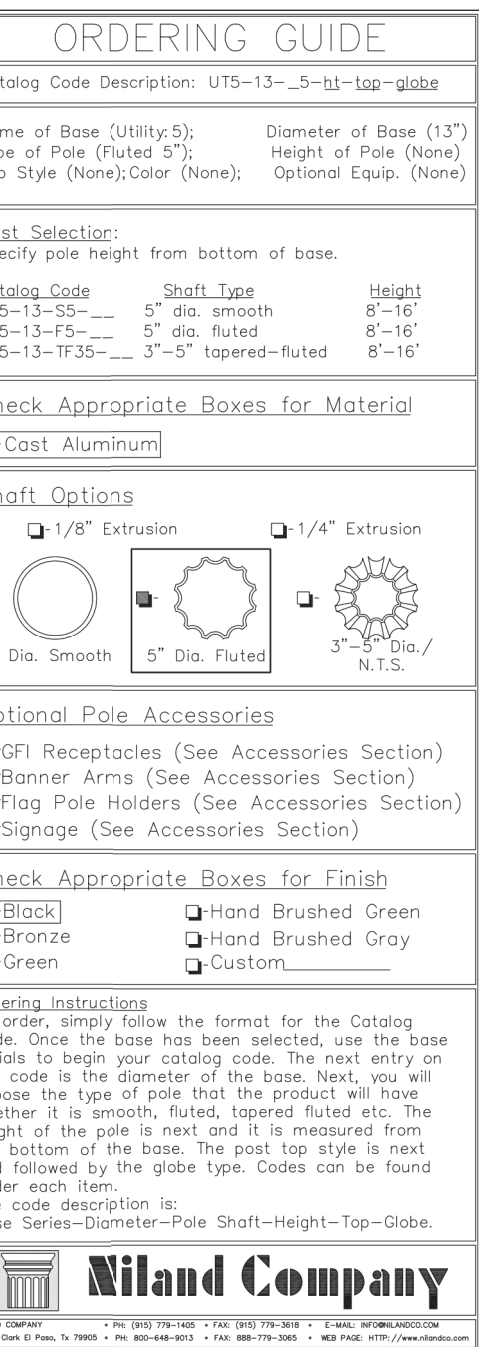 ORDERING GUIDE
talog Code Description: UT5-13-_5-ht-top-globe
me of Base (Utility: 5); Diameter of Base (13")
pe of Pole (Fluted 5"); Height of Pole (None)
p Style (None); Color (None); Optional Equip. (None)
st Selection:
ecify pole height from bottom of base.
talog Code Shaft Type Height
5-13-S5-__ 5" dia. smooth 8'-16'
5-13-F5-__ 5" dia. fluted 8'-16'
5-13-TF35-__ 3"-5" tapered-fluted 8'-16'
heck Appropriate Boxes for Material
-Cast Aluminum
haft Options
-1/8" Extrusion -1/4" Extrusion
Dia. Smooth 5" Dia. Fluted 3"-5" Dia./
N.T.S.
ptional Pole Accessories
GFI Receptacles (See Accessories Section)
Banner Arms (See Accessories Section)
Flag Pole Holders (See Accessories Section)
Signage (See Accessories Section)
heck Appropriate Boxes for Finish
-Black -Hand Brushed Green
-Bronze -Hand Brushed Gray
-Green -Custom__________
ering Instructions
order, simply follow the format for the Catalog
de. Once the base has been selected, use the base
ials to begin your catalog code. The next entry on
code is the diameter of the base. Next, you will
oose the type of pole that the product will have
ether it is smooth, fluted, tapered fluted etc. The
ght of the pole is next and it is measured from
bottom of the base. The post top style is next
d followed by the globe type. Codes can be found
der each item.
e code description is:
se Series-Diameter-Pole Shaft-Height-Top-Globe.
Niland Company
COMPANY • PH: (915) 779-1405 • FAX: (915) 779-3618 • E-MAIL: INFO@NILANDCO.COM
Clark El Paso, Tx 79905 • PH: 800-648-9013 • FAX: 888-779-3065 • WEB PAGE: HTTP://www.nilandco.com